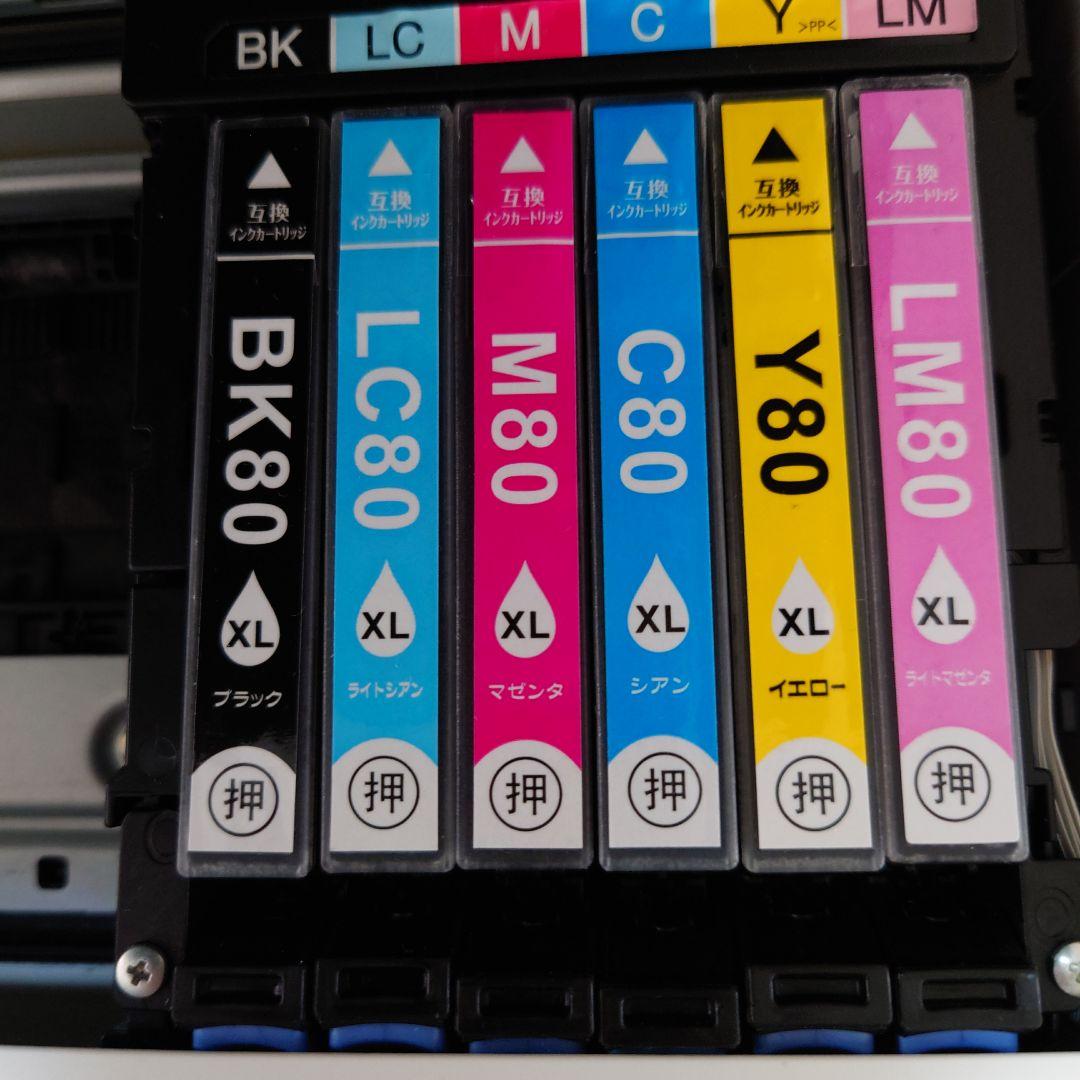 BK
LC
M
C
Y
>PP<
LM
互換
インクカートリッジ
BK80
XL
ブラック
押
互換
インクカートリッジ
LC80
XL
ライトシアン
押
互換
インクカートリッジ
M80
XL
マゼンタ
押
互換
インクカートリッジ
C80
XL
シアン
押
互換
インクカートリッジ
Y80
XL
イエロー
押
互換
インクカートリッジ
LM80
XL
ライトマゼンタ
押